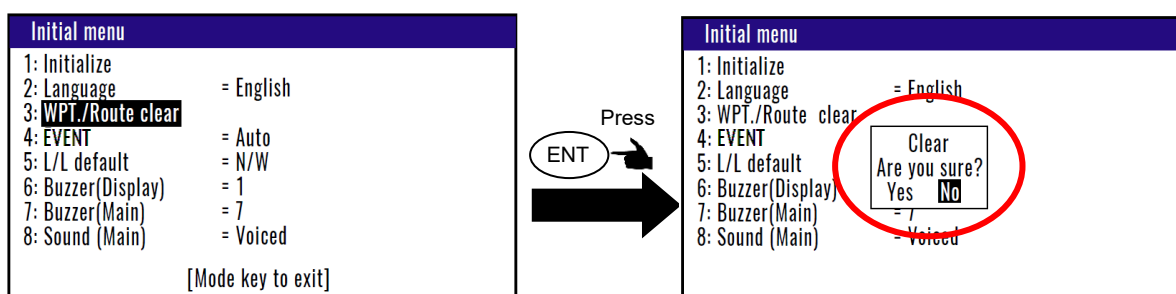 Initial menu
1: Initialize
2: Language = English
3: WPT./Route clear
4: EVENT = Auto
5: L/L default = N/W
6: Buzzer(Display) = 1
7: Buzzer(Main) = 7
8: Sound (Main) = Voiced
[Mode key to exit]
Press
ENT
Initial menu
1: Initialize
2: Language = English
3: WPT./Route clear
4: EVENT
5: L/L default
6: Buzzer(Display)
7: Buzzer(Main) = 7
8: Sound (Main) = Voiced
Clear
Are you sure?
Yes No